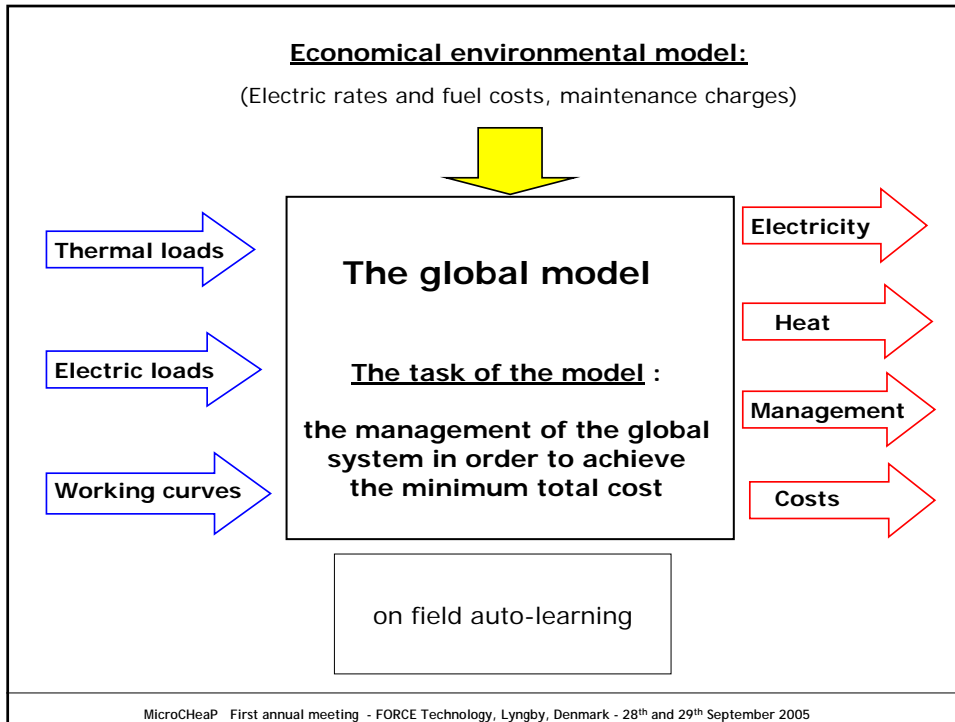 Economical environmental model:
(Electric rates and fuel costs, maintenance charges)
Thermal loads
Electric loads
Working curves
The global model
The task of the model :
the management of the global
system in order to achieve
the minimum total cost
Electricity
Heat
Management
Costs
on field auto-learning
MicroCHeaP First annual meeting - FORCE Technology, Lyngby, Denmark - 28th and 29th September 2005